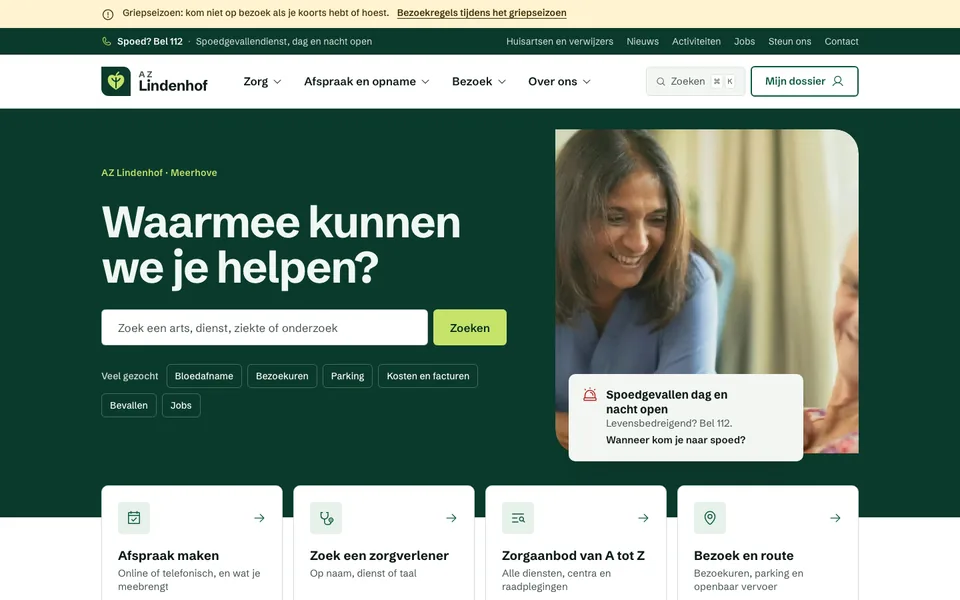 Griepseizoen: kom niet op bezoek als je koorts hebt of hoest. Bezoekregels tijdens het griepseizoen
Spoed? Bel 112 · Spoedgevallendienst, dag en nacht open
Huisartsen en verwijzers Nieuws Activiteiten Jobs Steun ons Contact
AZ
Lindenhof
Zorg Afspraak en opname Bezoek Over ons
Zoeken ⌘ K
Mijn dossier
AZ Lindenhof · Meerhove
Waarmee kunnen
we je helpen?
Zoek een arts, dienst, ziekte of onderzoek
Zoeken
Veel gezocht Bloedafname Bezoekuren Parking Kosten en facturen
Bevallen Jobs
Spoedgevallen dag en
nacht open
Levensbedreigend? Bel 112.
Wanneer kom je naar spoed?
Afspraak maken
Online of telefonisch, en wat je
meebrengt
Zoek een zorgverlener
Op naam, dienst of taal
Zorgaanbod van A tot Z
Alle diensten, centra en
raadplegingen
Bezoek en route
Bezoekuren, parking en
openbaar vervoer